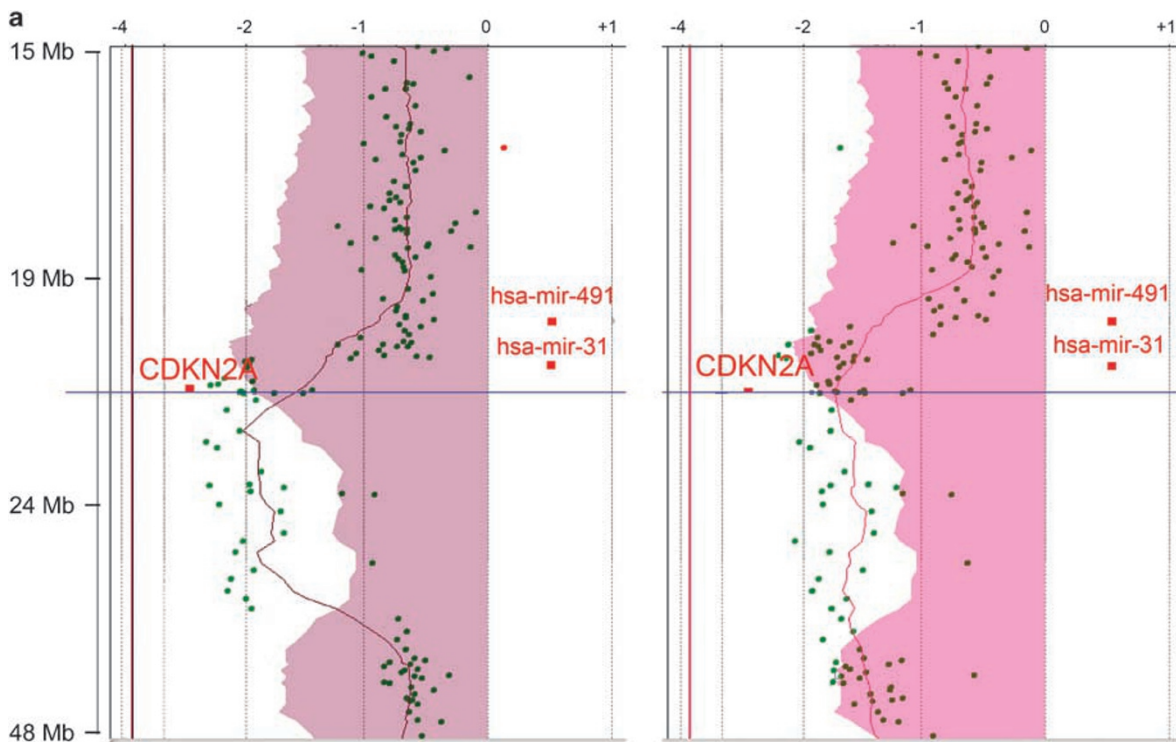 a
-4 -2 -1 0 +1 -4 -2 -1 0 +1
15 Mb
19 Mb
hsa-mir-491 hsa-mir-491
hsa-mir-31 hsa-mir-31
CDKN2A CDKN2A
24 Mb
48 Mb